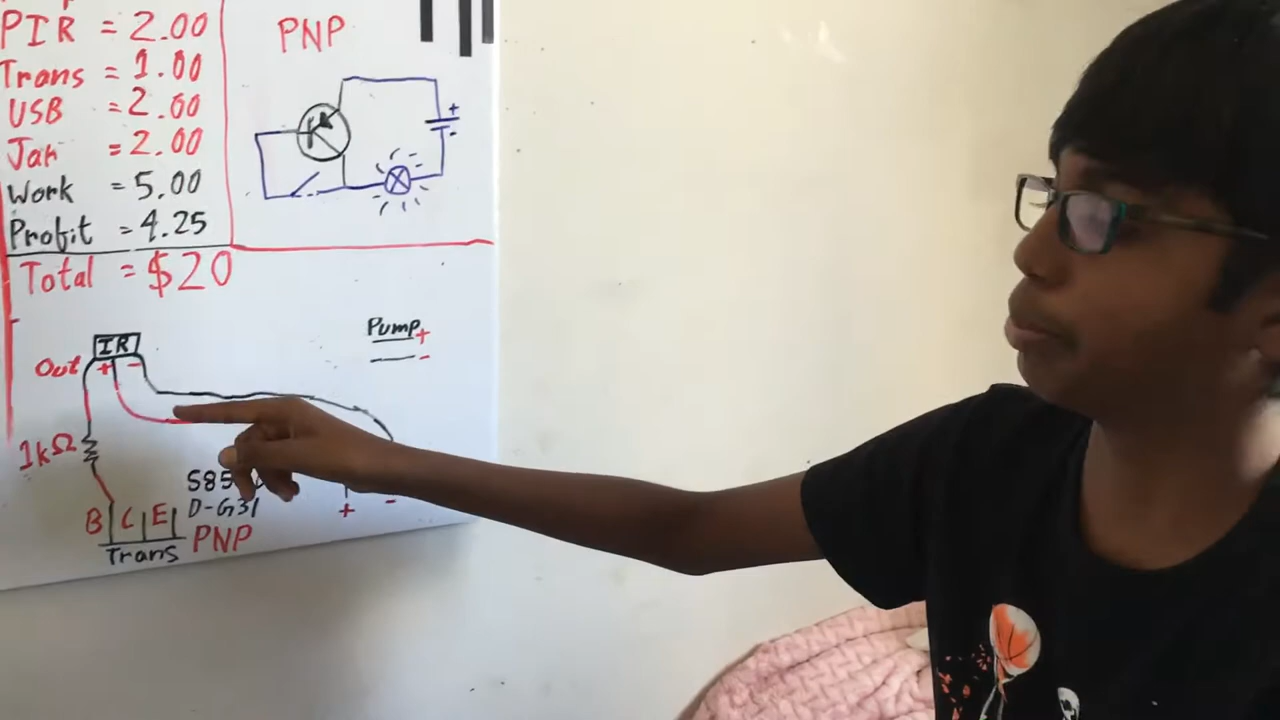 PIR = 2.00
Trans = 1.00
USB = 2.00
Jar = 2.00
Work = 5.00
Profit = 4.25
Total = $20
PNP
+
-
Pump +
-
IR
Out + -
1kΩ
B C E
Trans
D-G31
PNP
+ -